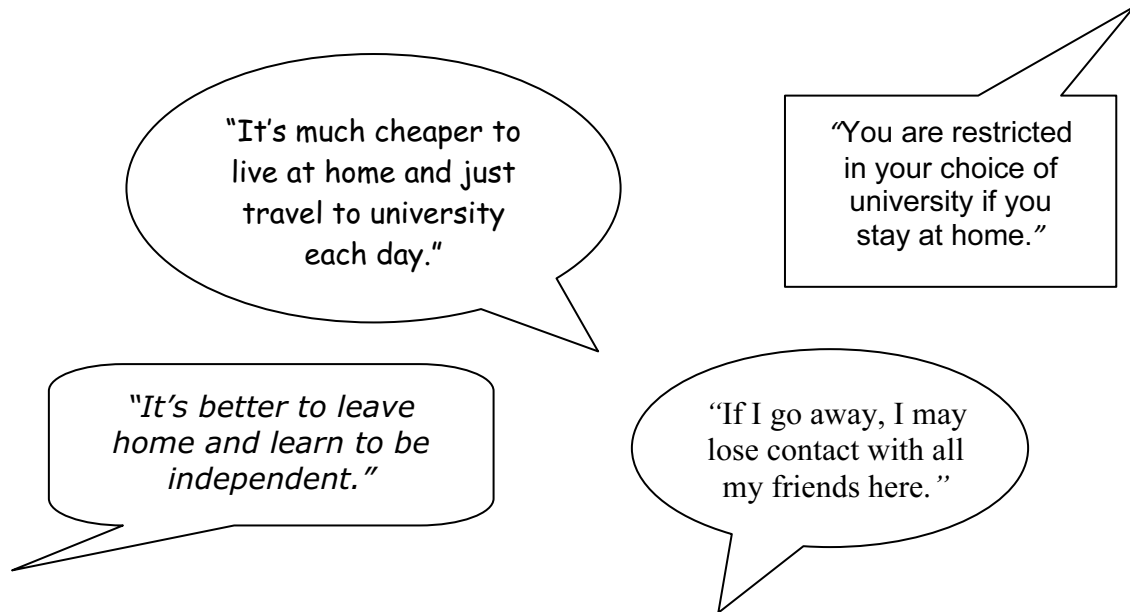 “It’s much cheaper to
live at home and just
travel to university
each day.”
“You are restricted
in your choice of
university if you
stay at home.”
“It’s better to leave
home and learn to be
independent.”
“If I go away, I may
lose contact with all
my friends here.”